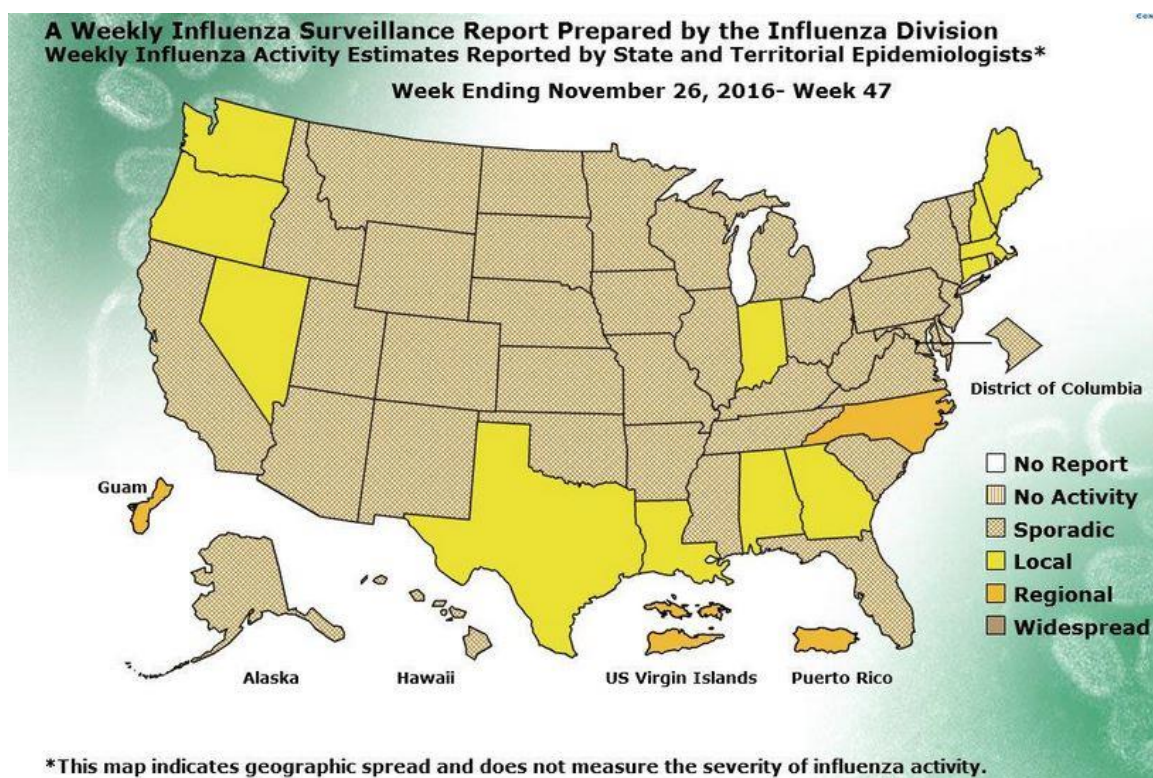 A Weekly Influenza Surveillance Report Prepared by the Influenza Division
Weekly Influenza Activity Estimates Reported by State and Territorial Epidemiologists*
Week Ending November 26, 2016- Week 47
District of Columbia
No Report
Guam
No Activity
Sporadic
Local
Regional
Widespread
Alaska
Hawaii
US Virgin Islands
Puerto Rico
*This map indicates geographic spread and does not measure the severity of influenza activity.